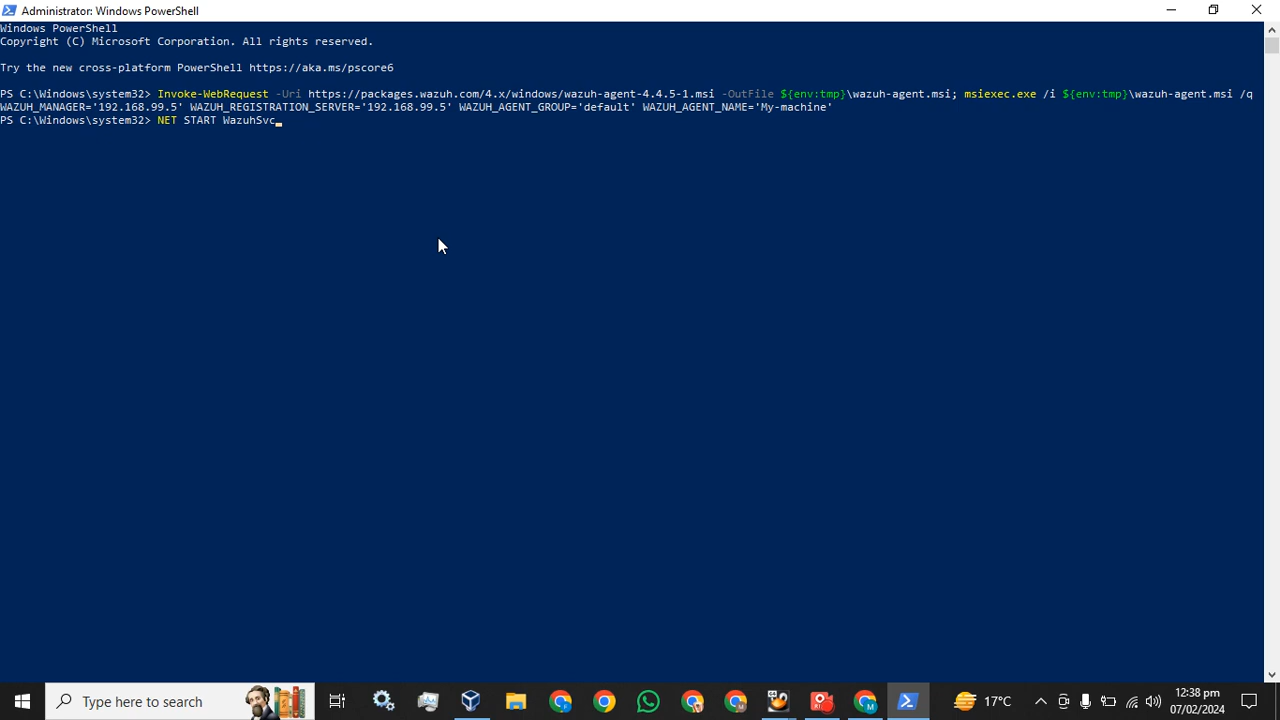 Administrator: Windows PowerShell
Windows PowerShell
Copyright (C) Microsoft Corporation. All rights reserved.
Try the new cross-platform PowerShell https://aka.ms/pscore6
PS C:\Windows\system32> Invoke-WebRequest -Uri https://packages.wazuh.com/4.x/windows/wazuh-agent-4.4.5-1.msi -OutFile ${env:tmp}\wazuh-agent.msi; msiexec.exe /i ${env:tmp}\wazuh-agent.msi /q
WAZUH_MANAGER='192.168.99.5' WAZUH_REGISTRATION_SERVER='192.168.99.5' WAZUH_AGENT_GROUP='default' WAZUH_AGENT_NAME='My-machine'
PS C:\Windows\system32> NET START WazuhSvc
Type here to search
17°C
12:38 pm
07/02/2024